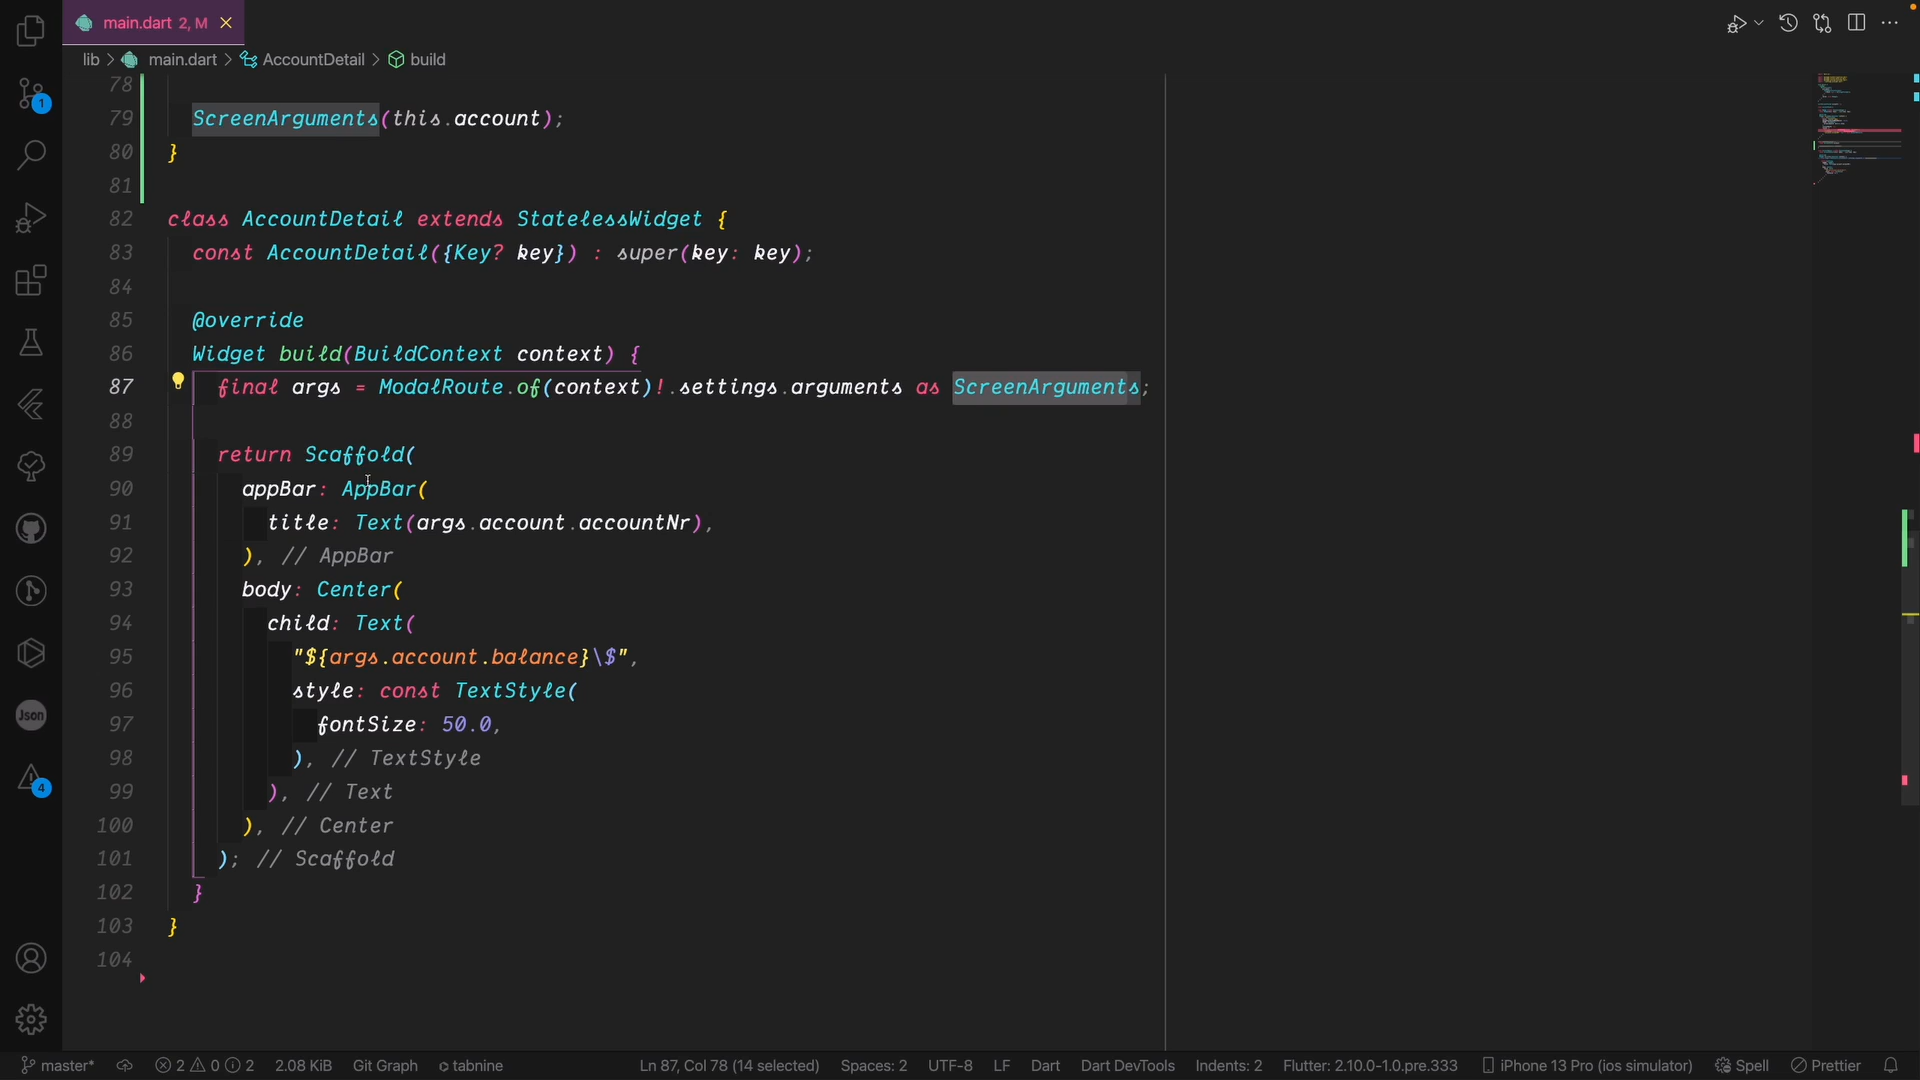 main.dart 2, M
lib > main.dart > AccountDetail > build
78
79 ScreenArguments(this.account);
80 }
81
82 class AccountDetail extends StatelessWidget {
83 const AccountDetail({Key? key}) : super(key: key);
84
85 @override
86 Widget build(BuildContext context) {
87 final args = ModalRoute.of(context)!.settings.arguments as ScreenArguments;
88
89 return Scaffold(
90 appBar: AppBar(
91 title: Text(args.account.accountNr),
92 ), // AppBar
93 body: Center(
94 child: Text(
95 "${args.account.balance}\$",
96 style: const TextStyle(
97 fontSize: 50.0,
98 ), // TextStyle
99 ), // Text
100 ), // Center
101 ); // Scaffold
102 }
103 }
104
1
Json
4
master* 2 0 2 2.08 KiB Git Graph tabnine Ln 87, Col 78 (14 selected) Spaces: 2 UTF-8 LF Dart Dart DevTools Indents: 2 Flutter: 2.10.0-1.0.pre.333 iPhone 13 Pro (ios simulator) Spell Prettier